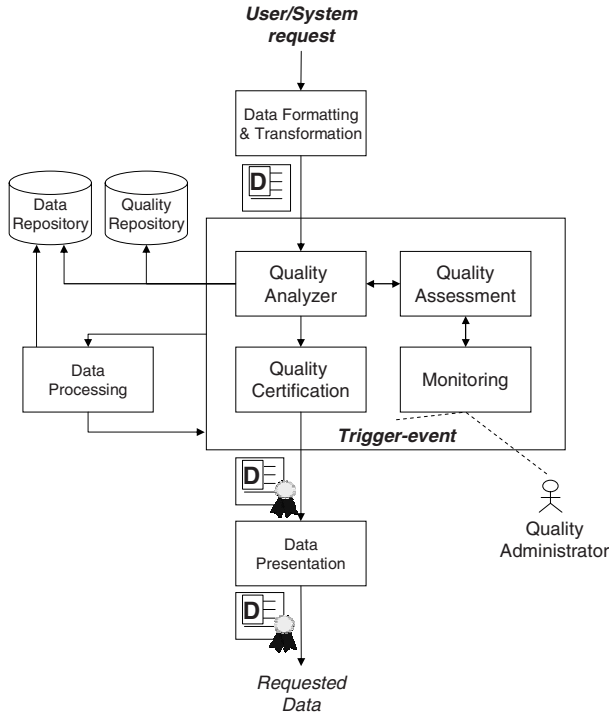 User/System
request
Data Formatting
& Transformation
D
Data
Repository
Quality
Repository
Quality
Analyzer
Quality
Assessment
Data
Processing
Quality
Certification
Monitoring
Trigger-event
D
Data
Presentation
Quality
Administrator
D
Requested
Data